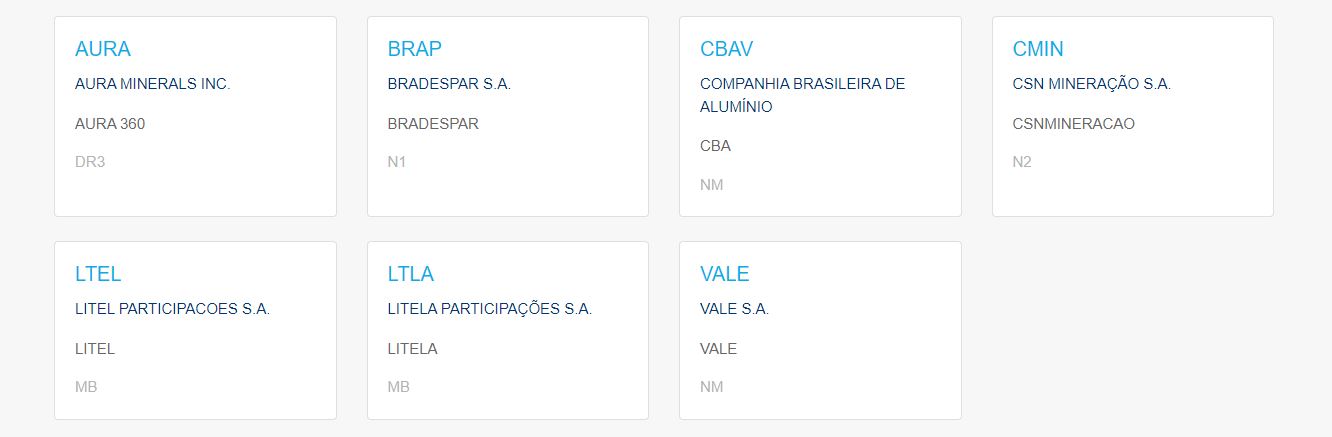 AURA
AURA MINERALS INC.
AURA 360
DR3
BRAP
BRADESPAR S.A.
BRADESPAR
N1
CBAV
COMPANHIA BRASILEIRA DE
ALUMÍNIO
CBA
NM
CMIN
CSN MINERAÇÃO S.A.
CSNMINERACAO
N2
LTEL
LITEL PARTICIPACOES S.A.
LITEL
MB
LTLA
LITELA PARTICIPAÇÕES S.A.
LITELA
MB
VALE
VALE S.A.
VALE
NM